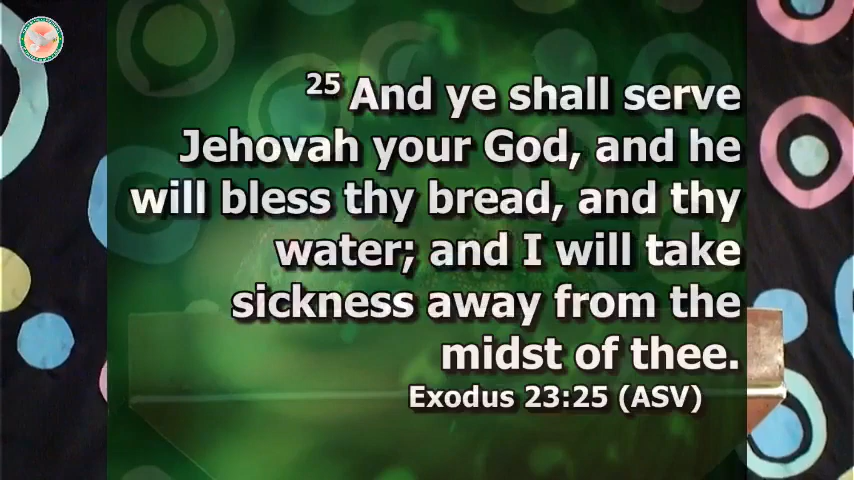 25 And ye shall serve
Jehovah your God, and he
will bless thy bread, and thy
water; and I will take
sickness away from the
midst of thee.
Exodus 23:25 (ASV)